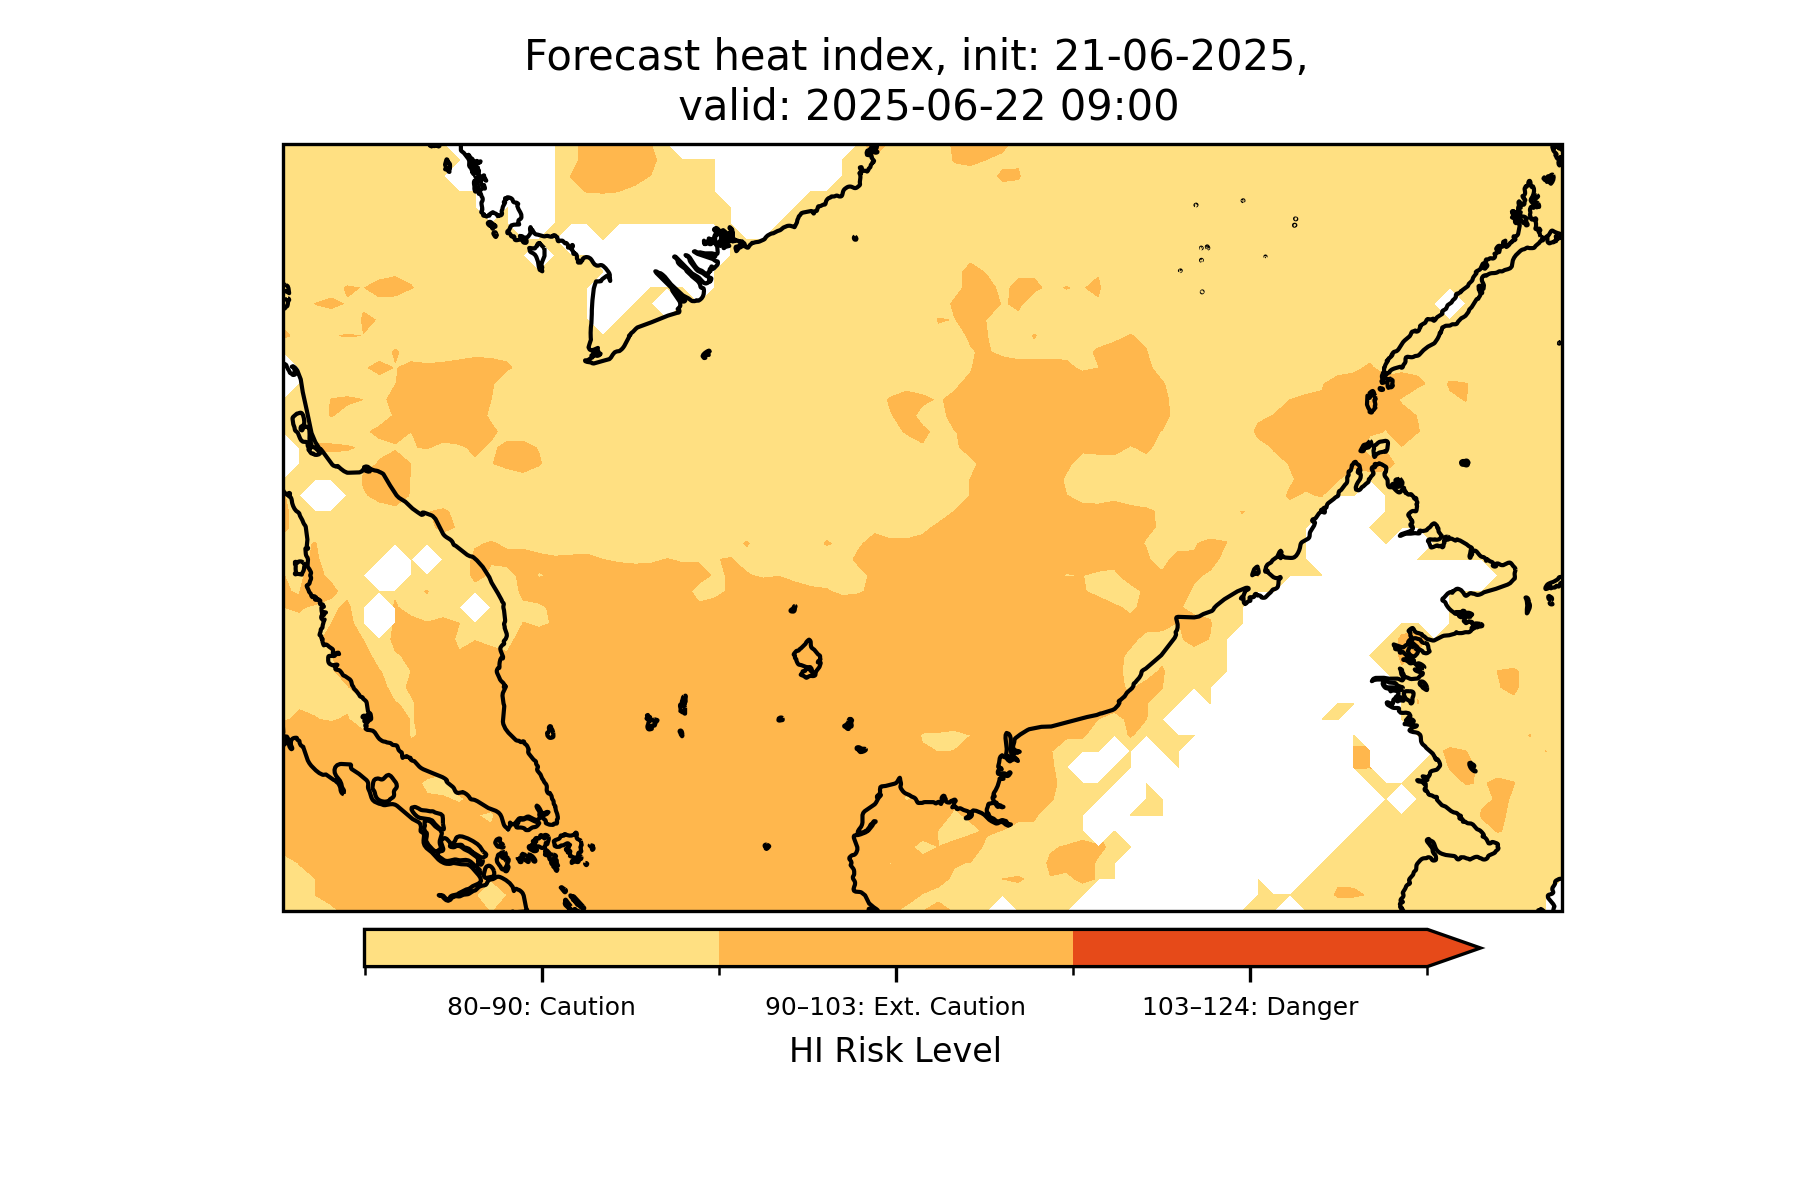 Forecast heat index, init: 21-06-2025,
valid: 2025-06-22 09:00
80–90: Caution
90–103: Ext. Caution
103–124: Danger
HI Risk Level